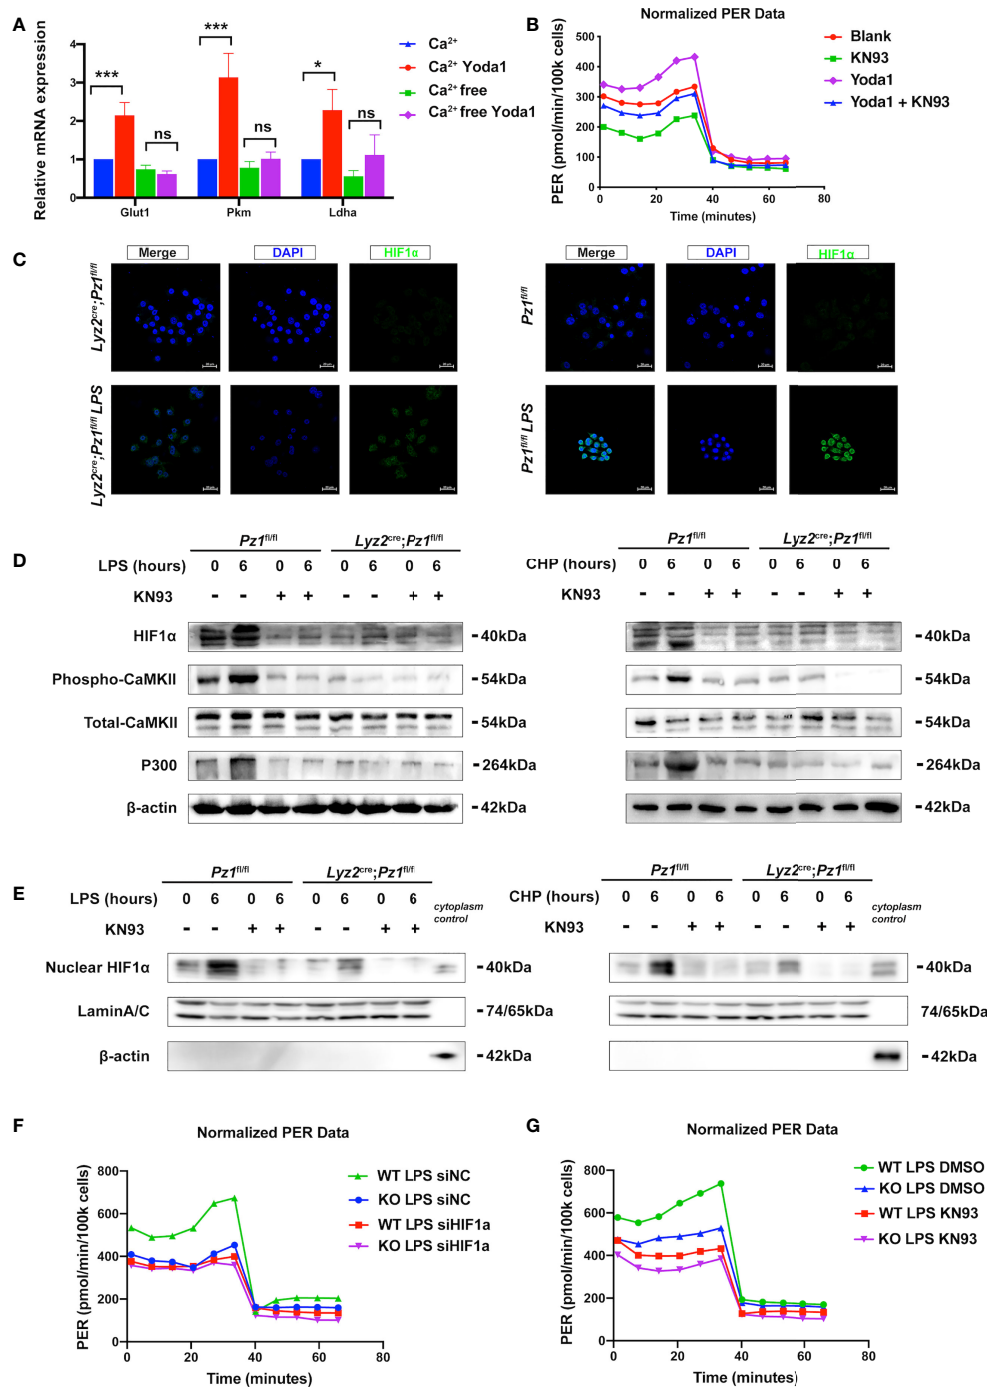 A
Relative mRNA expression
4
3
2
1
0
***
***
*
ns
ns
ns
Glut1 Pkm Ldha
Ca²⁺
Ca²⁺ Yoda1
Ca²⁺ free
Ca²⁺ free Yoda1
B
Normalized PER Data
PER (pmol/min/100k cells)
500
400
300
200
100
0
0 20 40 60 80
Time (minutes)
Blank
KN93
Yoda1
Yoda1 + KN93
C
Merge DAPI HIF1α
Lyz2cre;Pz1fl/fl
Lyz2cre;Pz1fl/fl LPS
Merge DAPI HIF1α
Pz1fl/fl
Pz1fl/fl LPS
D
Pz1fl/fl Lyz2cre;Pz1fl/fl
LPS (hours) 0 6 0 6 0 6 0 6
KN93 - - + + - - + +
HIF1α -40kDa
Phospho-CaMKII -54kDa
Total-CaMKII -54kDa
P300 -264kDa
β-actin -42kDa
Pz1fl/fl Lyz2cre;Pz1fl/fl
CHP (hours) 0 6 0 6 0 6 0 6
KN93 - - + + - - + +
-40kDa
-54kDa
-54kDa
-264kDa
-42kDa
E
Pz1fl/fl Lyz2cre;Pz1fl/fl
LPS (hours) 0 6 0 6 0 6 0 6 cytoplasm control
KN93 - - + + - - + +
Nuclear HIF1α -40kDa
LaminA/C -74/65kDa
β-actin -42kDa
Pz1fl/fl Lyz2cre;Pz1fl/fl
CHP (hours) 0 6 0 6 0 6 0 6 cytoplasm control
KN93 - - + + - - + +
-40kDa
74/65kDa
-42kDa
F
Normalized PER Data
PER (pmol/min/100k cells)
800
600
400
200
0
0 20 40 60 80
Time (minutes)
WT LPS siNC
KO LPS siNC
WT LPS siHIF1a
KO LPS siHIF1a
G
Normalized PER Data
PER (pmol/min/100k cells)
800
600
400
200
0
0 20 40 60 80
Time (minutes)
WT LPS DMSO
KO LPS DMSO
WT LPS KN93
KO LPS KN93